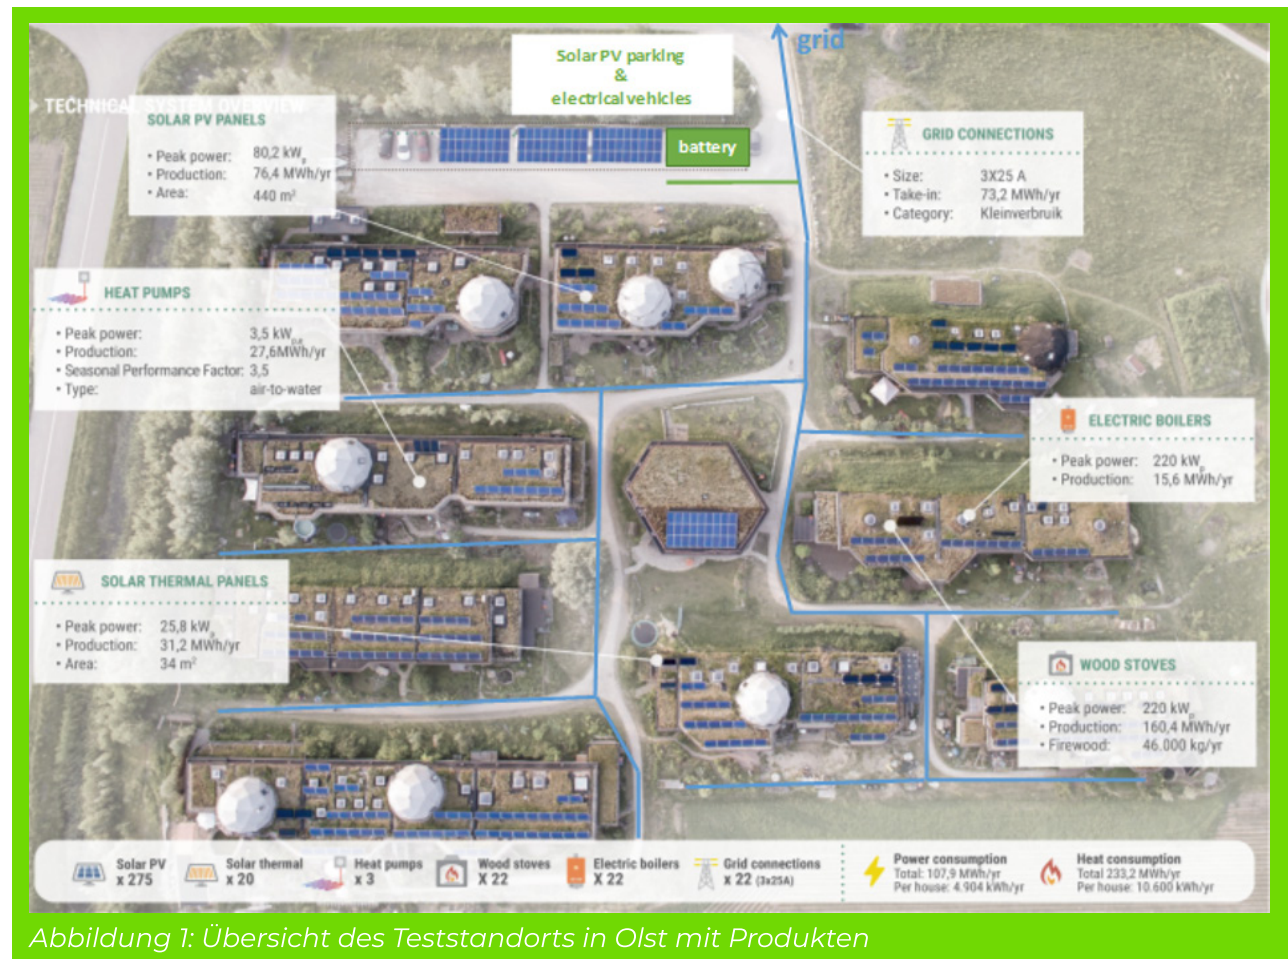 grid
Solar PV parking
&
electrical vehicles
battery
TECHNICAL SYSTEM OVERVIEW
SOLAR PV PANELS
• Peak power: 80,2 kWp
• Production: 76,4 MWh/yr
• Area: 440 m²
GRID CONNECTIONS
• Size: 3X25 A
• Take-in: 73,2 MWh/yr
• Category: Kleinverbruik
HEAT PUMPS
• Peak power: 3,5 kW
• Production: 27,6MWh/yr
• Seasonal Performance Factor: 3,5
• Type: air-to-water
ELECTRIC BOILERS
• Peak power: 220 kWp
• Production: 15,6 MWh/yr
SOLAR THERMAL PANELS
• Peak power: 25,8 kWp
• Production: 31,2 MWh/yr
• Area: 34 m²
WOOD STOVES
• Peak power: 220 kWp
• Production: 160,4 MWh/yr
• Firewood: 46.000 kg/yr
Solar PV
x 275
Solar thermal
x 20
Heat pumps
x 3
Wood stoves
X 22
Electric boilers
X 22
Grid connections
x 22 (3x25A)
Power consumption
Total: 107,9 MWh/yr
Per house: 4.904 kWh/yr
Heat consumption
Total 233,2 MWh/yr
Per house: 10.600 kWh/yr
Abbildung 1: Übersicht des Teststandorts in Olst mit Produkten